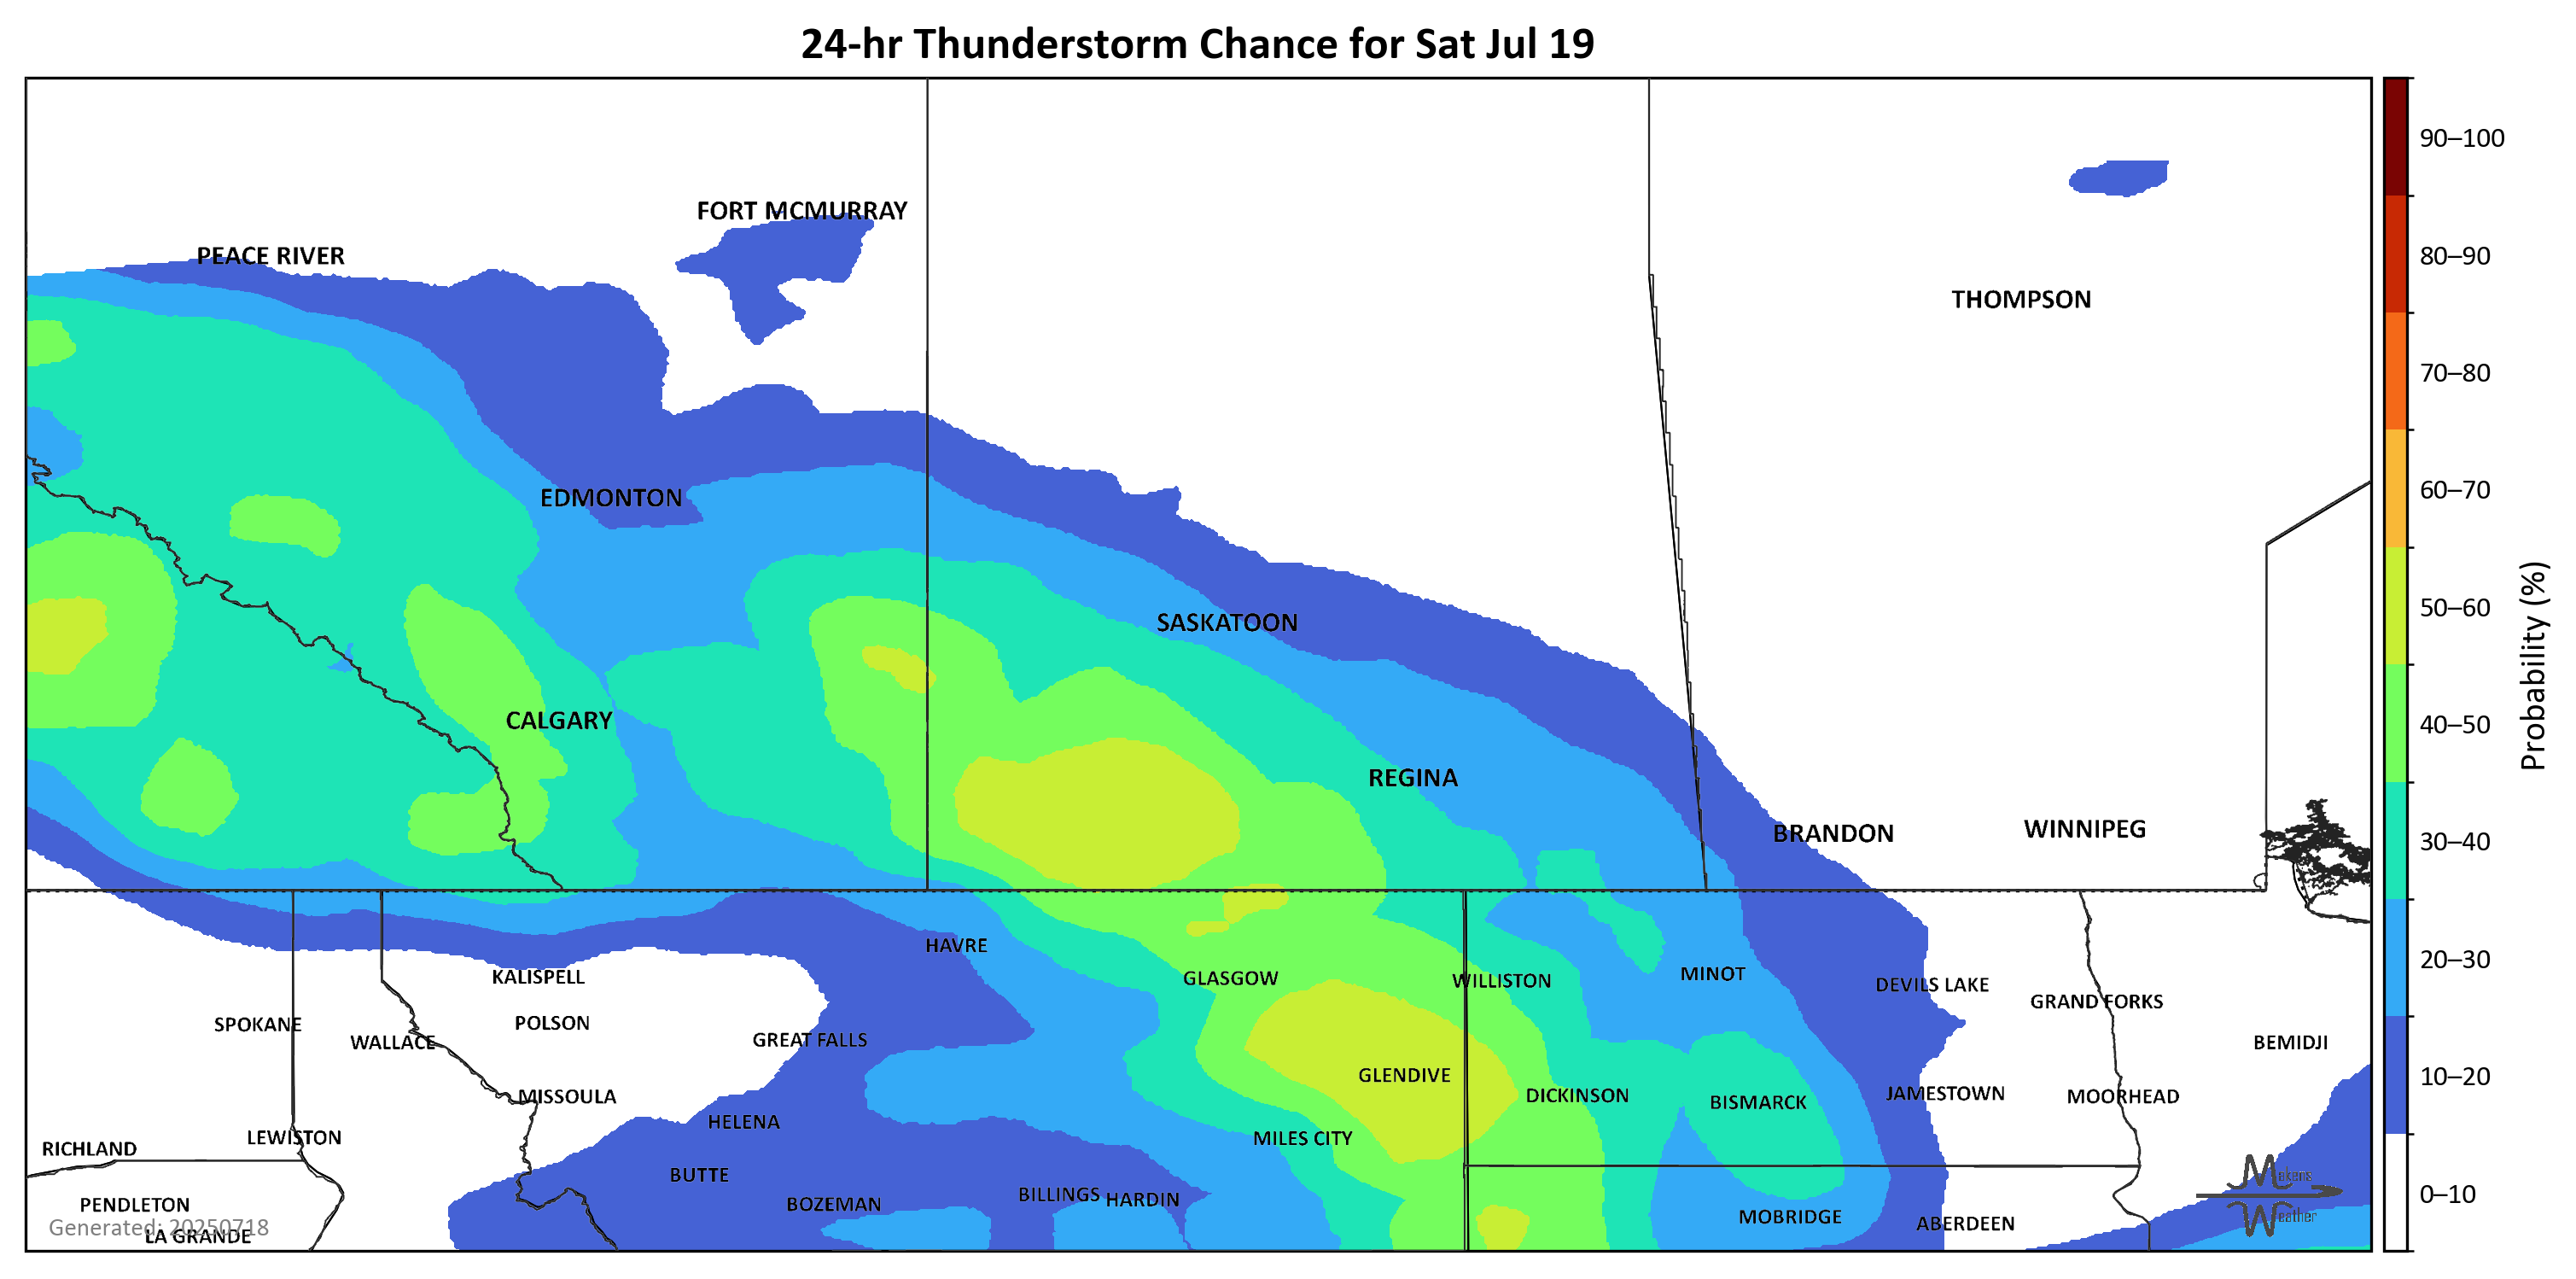 24-hr Thunderstorm Chance for Sat Jul 19
90–100
FORT MCMURRAY
PEACE RIVER
80–90
THOMPSON
70–80
60–70
EDMONTON
50–60
SASKATOON
Probability (%)
CALGARY
40–50
REGINA
WINNIPEG
BRANDON
30–40
HAVRE
20–30
KALISPELL
GLASGOW
WILLISTON
MINOT
DEVILS LAKE
GRAND FORKS
SPOKANE
POLSON
WALLACE
GREAT FALLS
BEMIDJI
GLENDIVE
10–20
MISSOULA
DICKINSON
BISMARCK
JAMESTOWN
MOORHEAD
HELENA
LEWISTON
MILES CITY
RICHLAND
BUTTE
Mekens
BILLINGS
HARDIN
0–10
PENDLETON
BOZEMAN
MOBRIDGE
Weather
ABERDEEN
Generated: 20250718
LA GRANDE